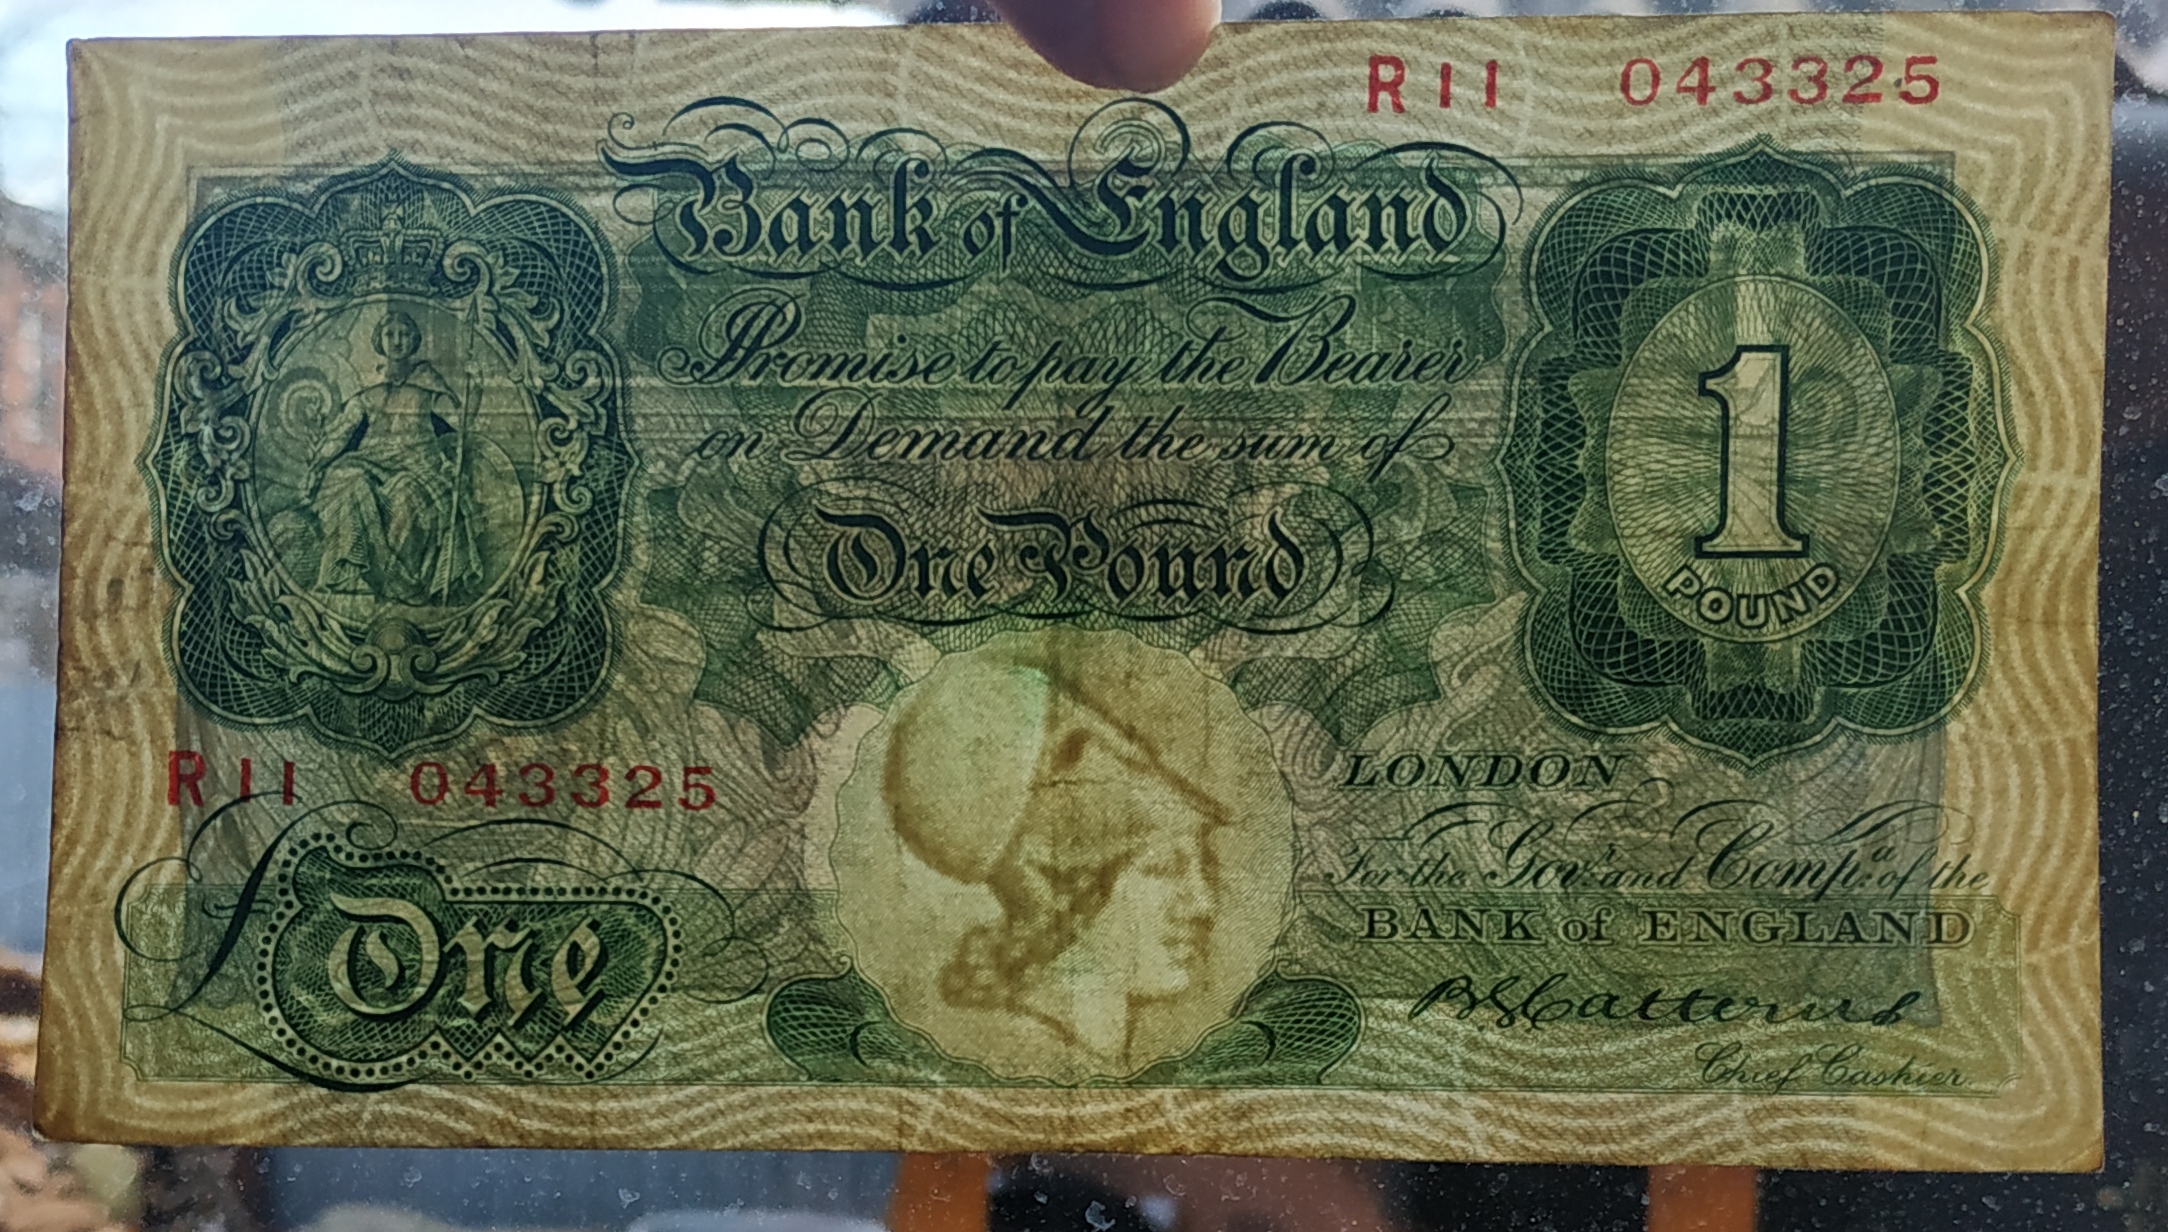 R11 043325
Bank of England
Promise to pay the Bearer
on Demand the sum of
One Pound
1
POUND
R11 043325
LONDON
For the Govr. and Compa. of the
BANK of ENGLAND
B G Catterns
Chief Cashier.
£ One